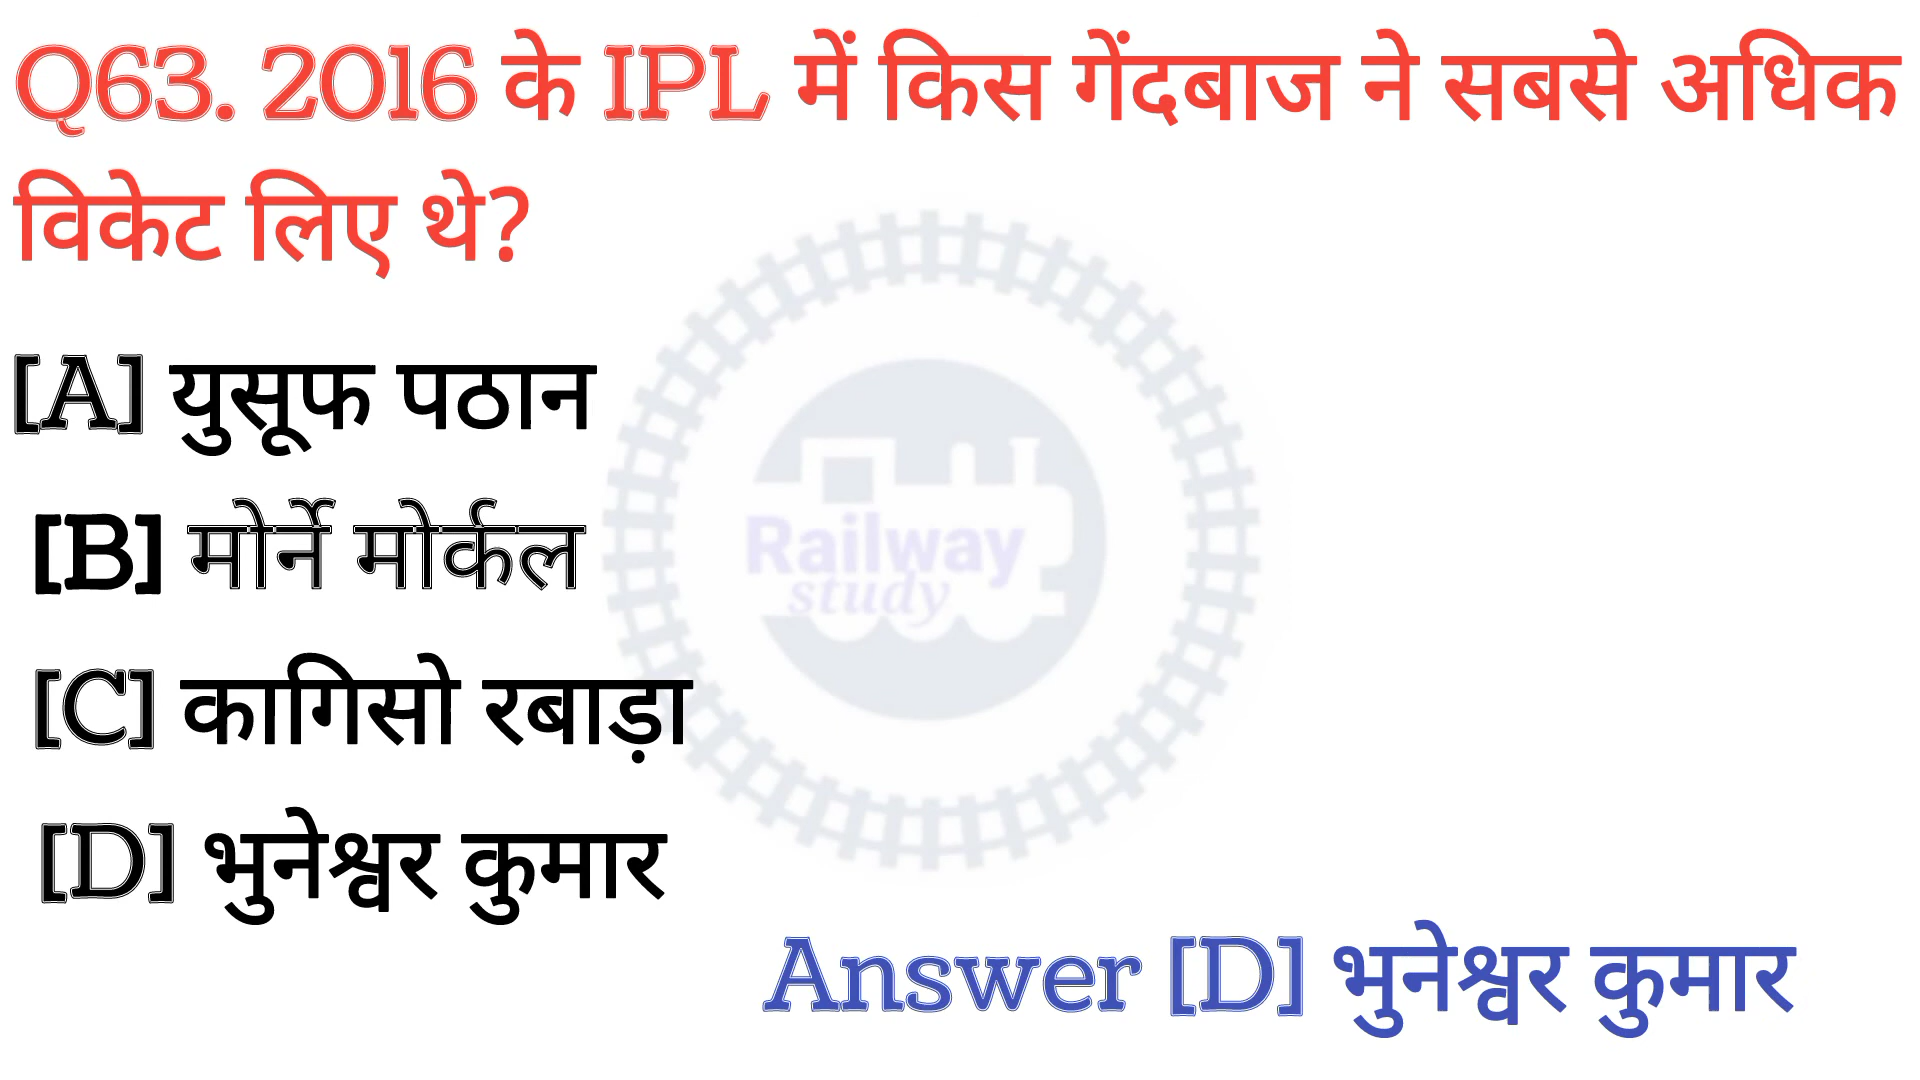 Q63. 2016 के IPL में किस गेंदबाज ने सबसे अधिक
विकेट लिए थे?
[A] युसूफ पठान
[B] मोर्ने मोर्कल
[C] कागिसो रबाड़ा
[D] भुनेश्वर कुमार
Railway
study
Answer [D] भुनेश्वर कुमार